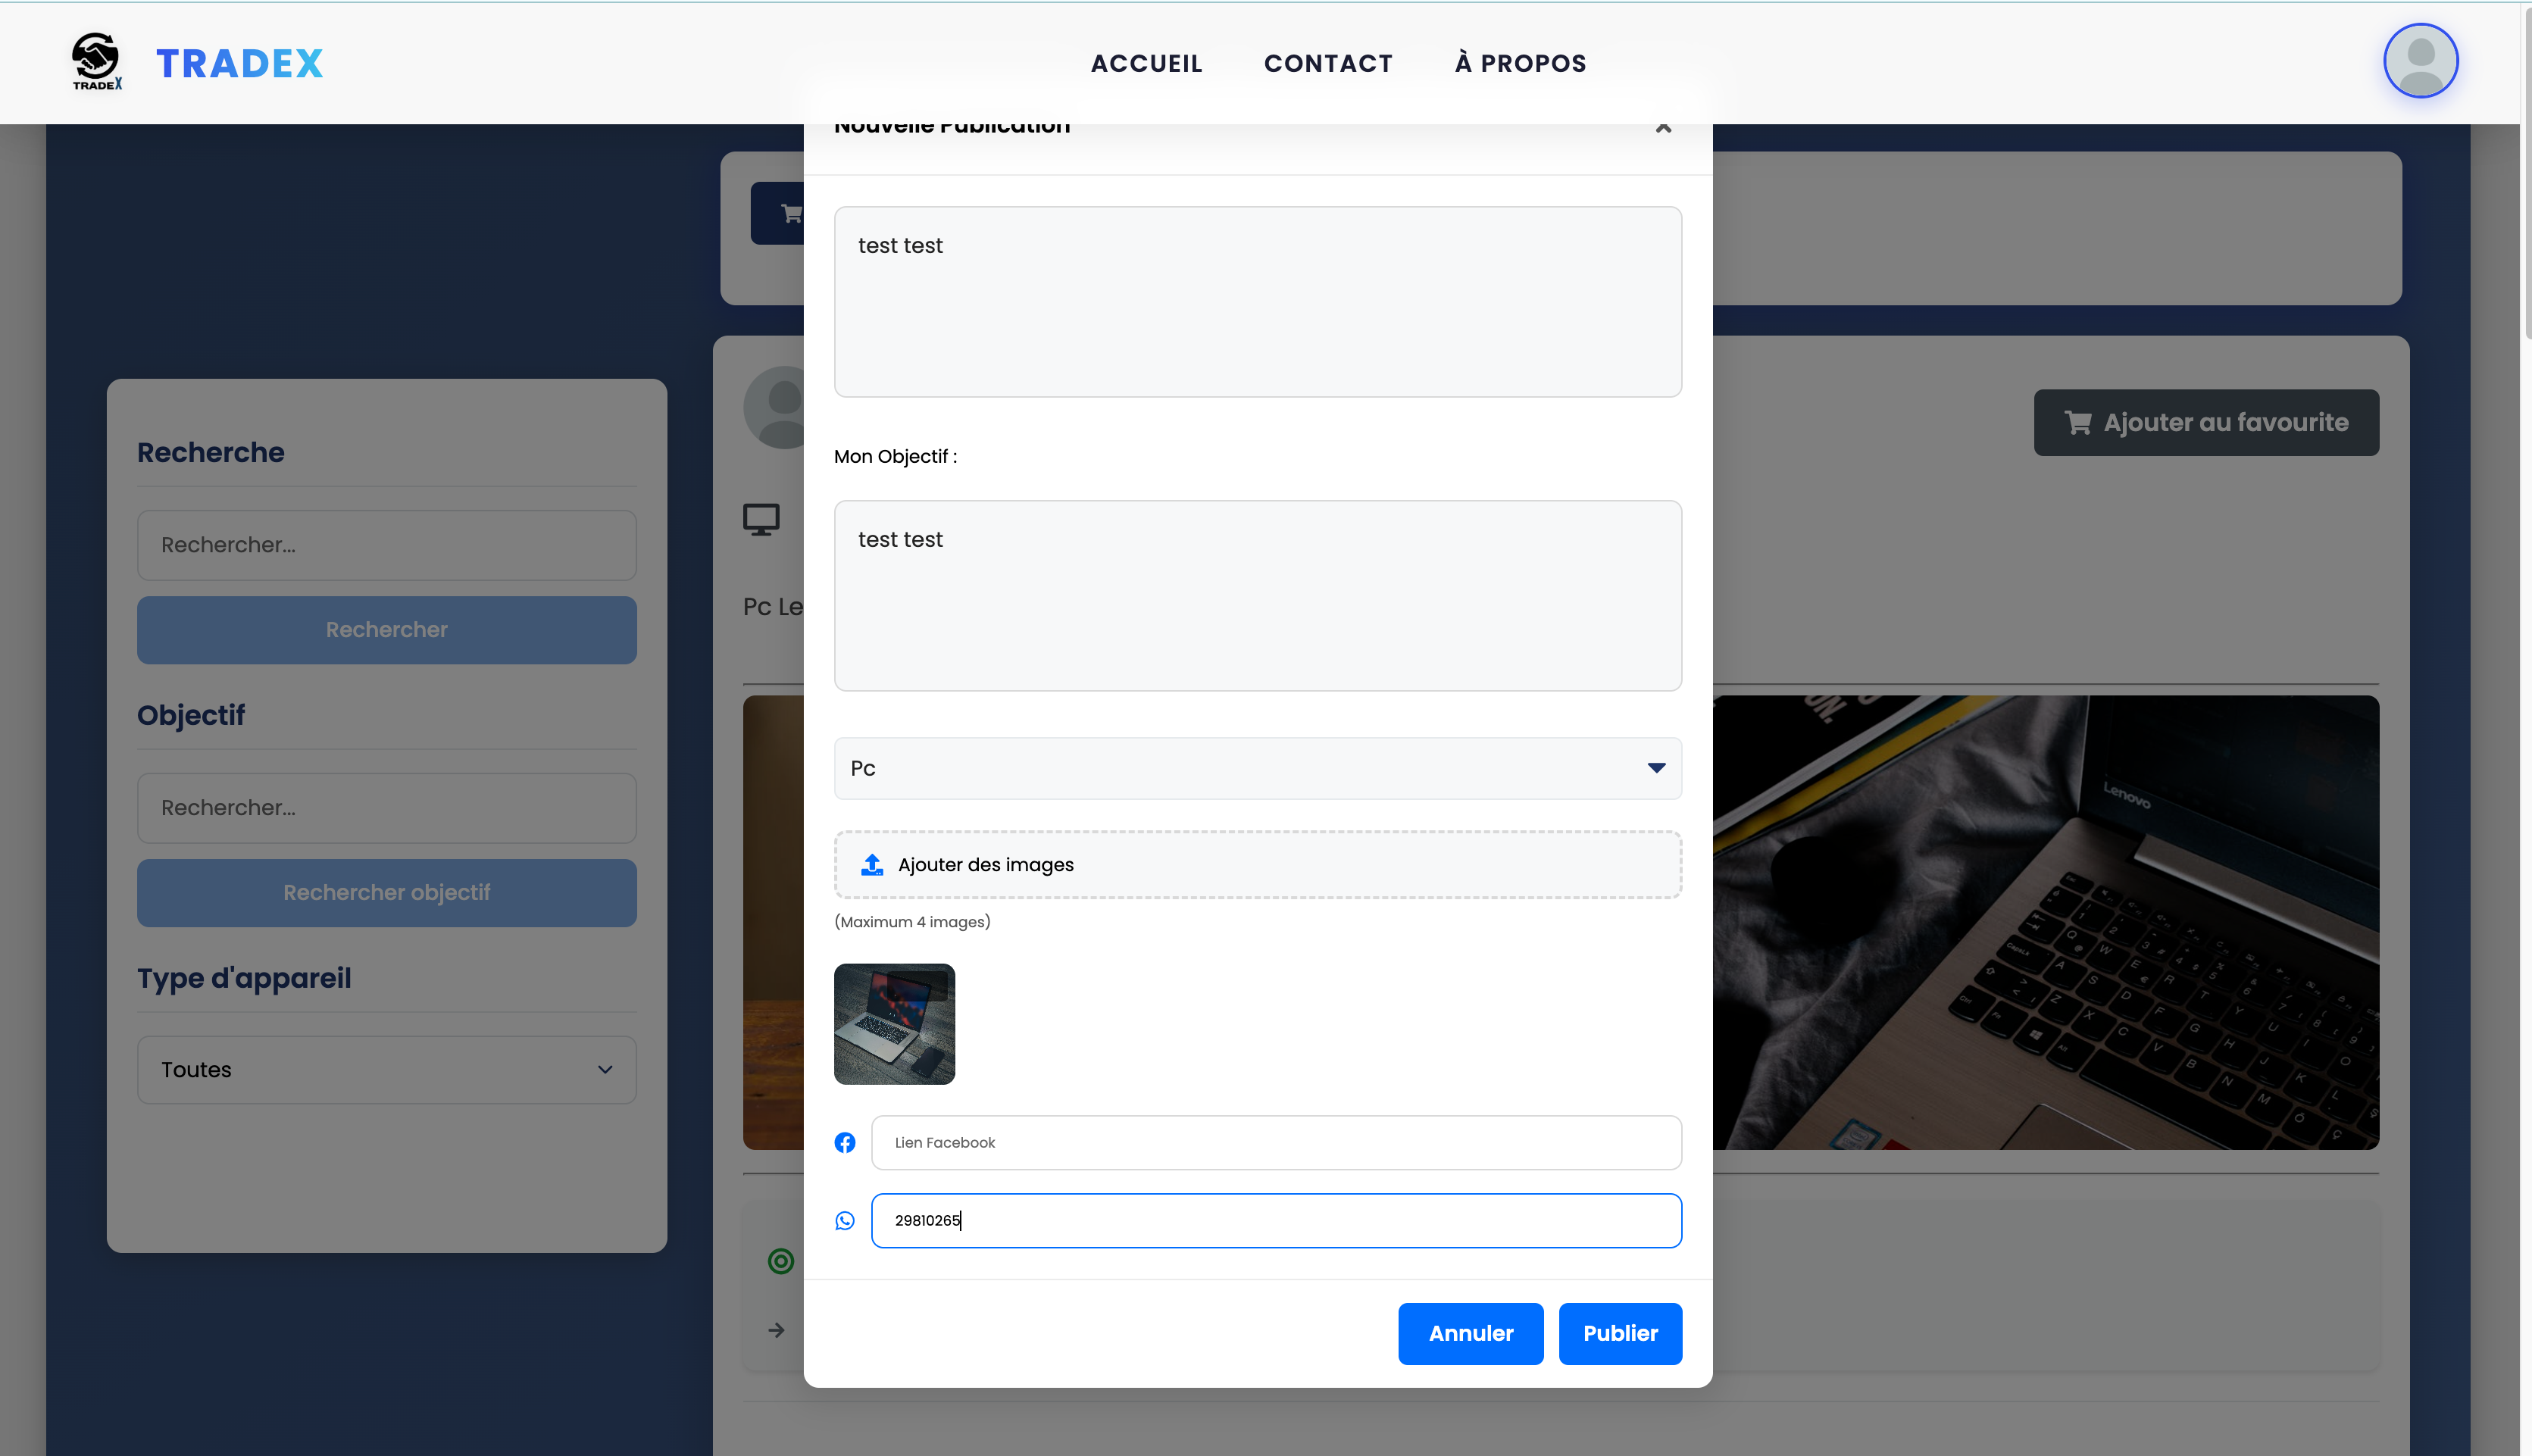 TRADEX
TRADEX
ACCUEIL
CONTACT
À PROPOS
Nouvelle Publication
test test
Mon Objectif :
test test
Pc
Ajouter des images
(Maximum 4 images)
Lien Facebook
29810265
Annuler
Publier
Recherche
Rechercher...
Rechercher
Objectif
Rechercher...
Rechercher objectif
Type d'appareil
Toutes
Ajouter au favourite
Pc Le
ON.
Lenovo